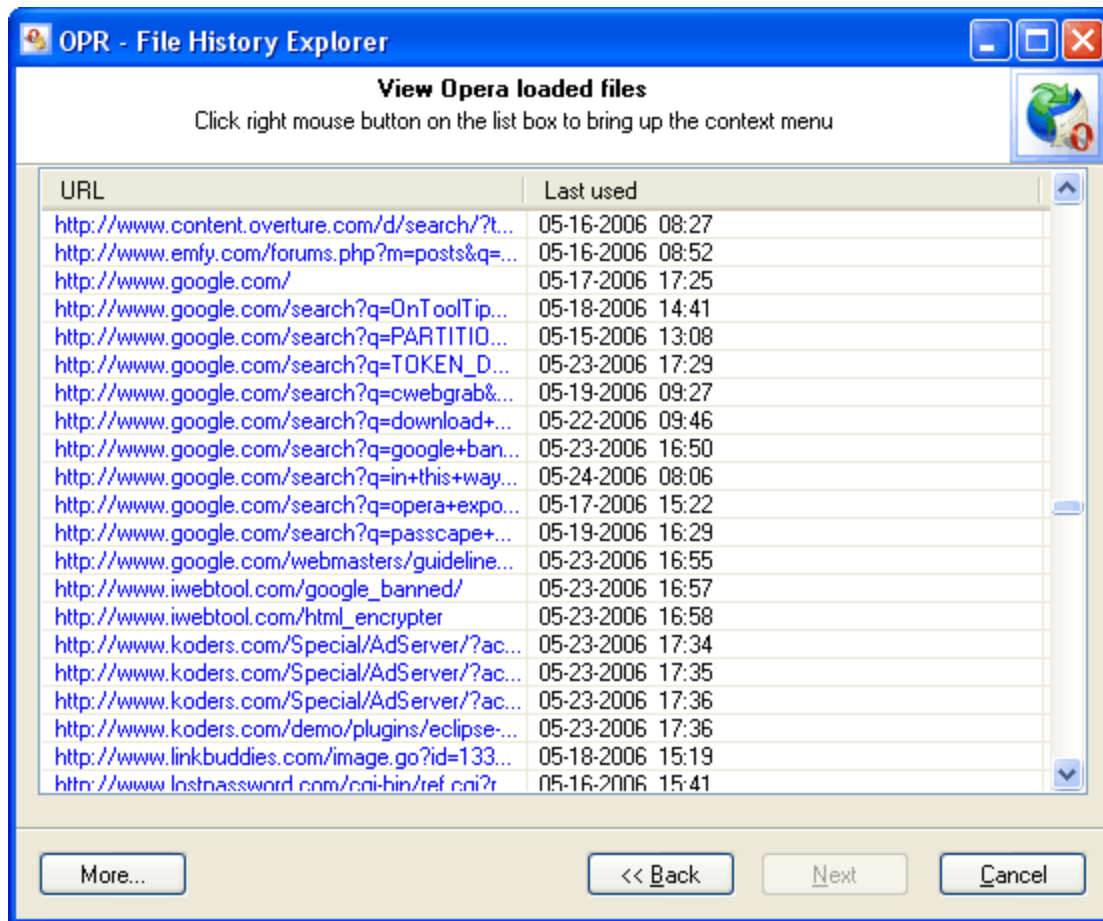 OPR - File History Explorer
View Opera loaded files
Click right mouse button on the list box to bring up the context menu
URL Last used
http://www.content.overture.com/d/search/?t... 05-16-2006 08:27
http://www.emfy.com/forums.php?m=posts&q=... 05-16-2006 08:52
http://www.google.com/ 05-17-2006 17:25
http://www.google.com/search?q=OnToolTip... 05-18-2006 14:41
http://www.google.com/search?q=PARTITIO... 05-15-2006 13:08
http://www.google.com/search?q=TOKEN_D... 05-23-2006 17:29
http://www.google.com/search?q=cwebgrab&... 05-19-2006 09:27
http://www.google.com/search?q=download+... 05-22-2006 09:46
http://www.google.com/search?q=google+ban... 05-23-2006 16:50
http://www.google.com/search?q=in+this+way... 05-24-2006 08:06
http://www.google.com/search?q=opera+expo... 05-17-2006 15:22
http://www.google.com/search?q=passcape+... 05-19-2006 16:29
http://www.google.com/webmasters/guideline... 05-23-2006 16:55
http://www.iwebtool.com/google_banned/ 05-23-2006 16:57
http://www.iwebtool.com/html_encrypter 05-23-2006 16:58
http://www.koders.com/Special/AdServer/?ac... 05-23-2006 17:34
http://www.koders.com/Special/AdServer/?ac... 05-23-2006 17:35
http://www.koders.com/Special/AdServer/?ac... 05-23-2006 17:36
http://www.koders.com/demo/plugins/eclipse-... 05-23-2006 17:36
http://www.linkbuddies.com/image.go?id=133... 05-18-2006 15:19
http://www.lostpassword.com/cgi-bin/ref.cgi?r... 05-16-2006 15:41
More... << Back Next Cancel